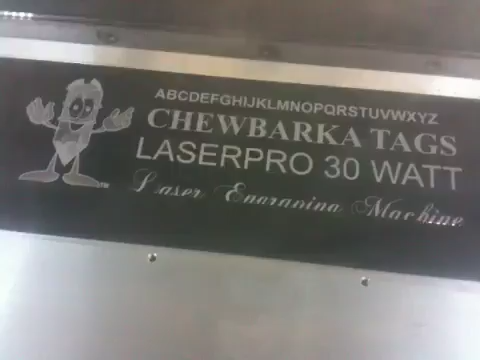 ABCDEFGHIJKLMNOPQRSTUVWXYZ
CHEWBARKA TAGS
LASERPRO 30 WATT
Laser Engraving Machine